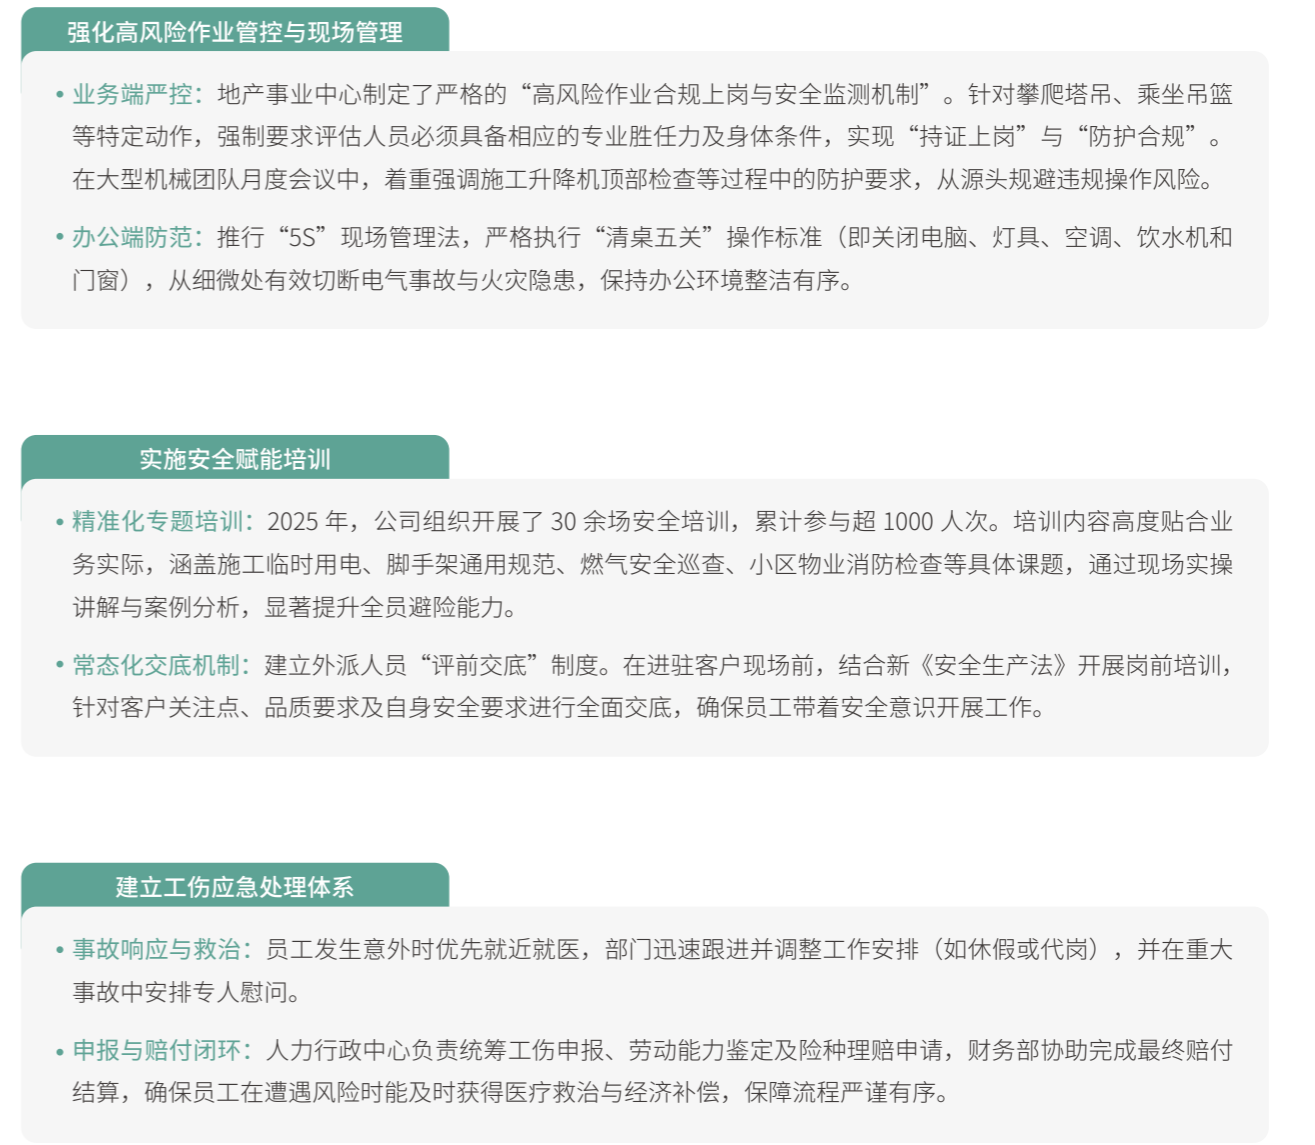 强化高风险作业管控与现场管理
• 业务端严控：地产事业中心制定了严格的“高风险作业合规上岗与安全监测机制”。针对攀爬塔吊、乘坐吊篮
等特定动作，强制要求评估人员必须具备相应的专业胜任力及身体条件，实现“持证上岗”与“防护合规”。
在大型机械团队月度会议中，着重强调施工升降机顶部检查等过程中的防护要求，从源头规避违规操作风险。
• 办公端防范：推行“5S”现场管理法，严格执行“清桌五关”操作标准（即关闭电脑、灯具、空调、饮水机和
门窗），从细微处有效切断电气事故与火灾隐患，保持办公环境整洁有序。
实施安全赋能培训
• 精准化专题培训：2025 年，公司组织开展了 30 余场安全培训，累计参与超 1000 人次。培训内容高度贴合业
务实际，涵盖施工临时用电、脚手架通用规范、燃气安全巡查、小区物业消防检查等具体课题，通过现场实操
讲解与案例分析，显著提升全员避险能力。
• 常态化交底机制：建立外派人员“评前交底”制度。在进驻客户现场前，结合新《安全生产法》开展岗前培训，
针对客户关注点、品质要求及自身安全要求进行全面交底，确保员工带着安全意识开展工作。
建立工伤应急处理体系
• 事故响应与救治：员工发生意外时优先就近就医，部门迅速跟进并调整工作安排（如休假或代岗），并在重大
事故中安排专人慰问。
• 申报与赔付闭环：人力行政中心负责统筹工伤申报、劳动能力鉴定及险种理赔申请，财务部协助完成最终赔付
结算，确保员工在遭遇风险时能及时获得医疗救治与经济补偿，保障流程严谨有序。